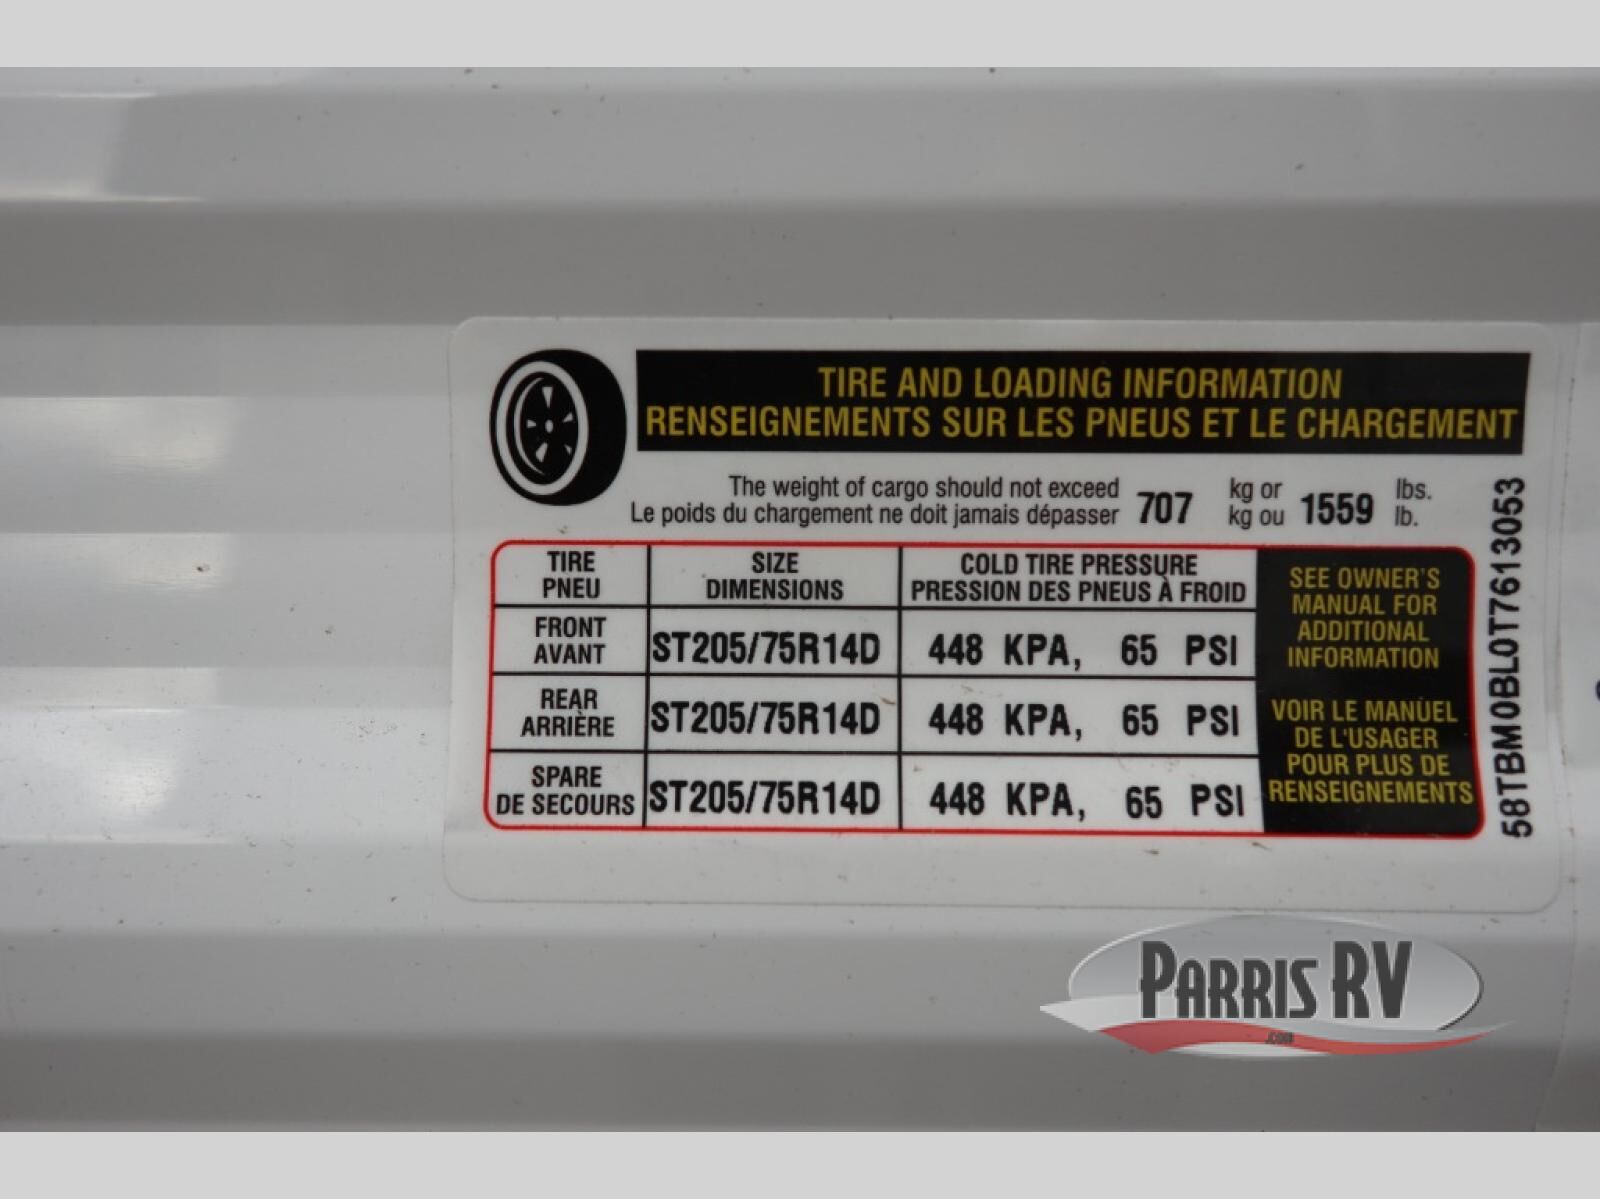 TIRE AND LOADING INFORMATION
RENSEIGNEMENTS SUR LES PNEUS ET LE CHARGEMENT
The weight of cargo should not exceed 707 kg or 1559 lbs.
Le poids du chargement ne doit jamais dépasser kg ou lb.
TIRE SIZE COLD TIRE PRESSURE
PNEU DIMENSIONS PRESSION DES PNEUS À FROID
FRONT
AVANT
ST205/75R14D 448 KPA, 65 PSI
REAR
ARRIÈRE
ST205/75R14D 448 KPA, 65 PSI
SPARE
DE SECOURS
ST205/75R14D 448 KPA, 65 PSI
SEE OWNER'S
MANUAL FOR
ADDITIONAL
INFORMATION
VOIR LE MANUEL
DE L'USAGER
POUR PLUS DE
RENSEIGNEMENTS
58TBM0BL0T7613053
PARRIS RV
.COM